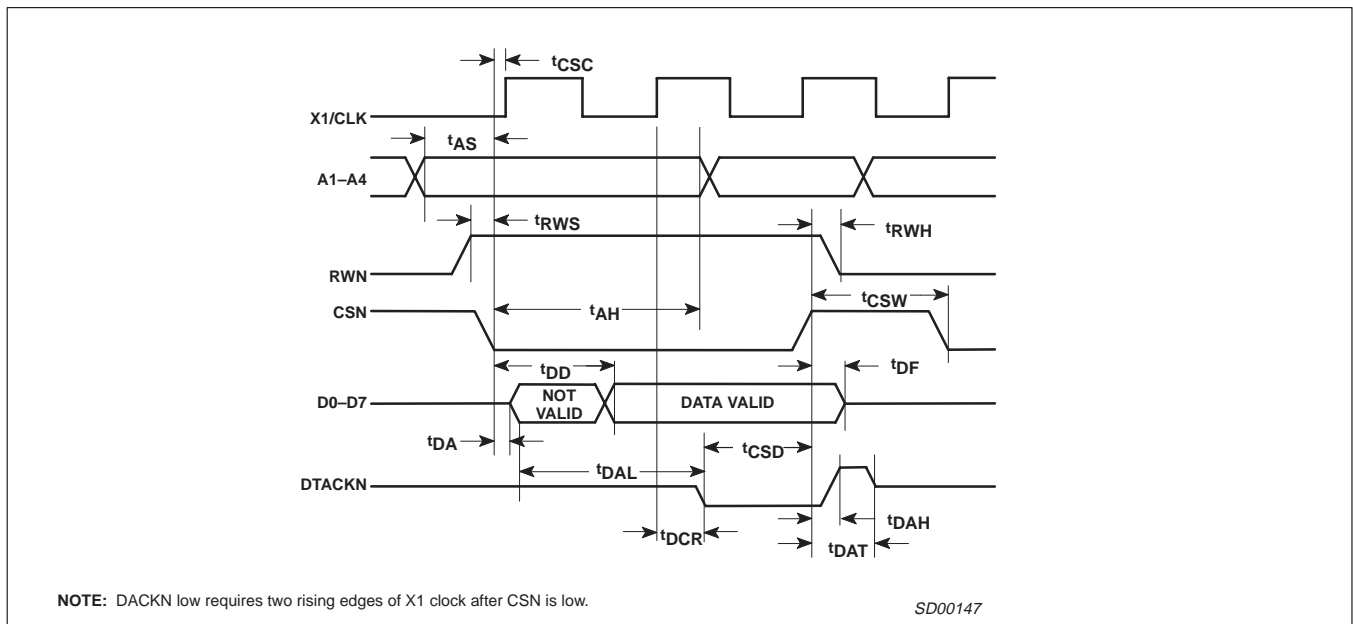 tCSC
X1/CLK
tAS
A1–A4
tRWS
tRWH
RWN
tCSW
CSN
tAH
tDD
tDF
D0–D7
NOT
VALID
DATA VALID
tDA
tCSD
tDAL
DTACKN
tDAH
tDCR
tDAT
NOTE: DACKN low requires two rising edges of X1 clock after CSN is low.
SD00147